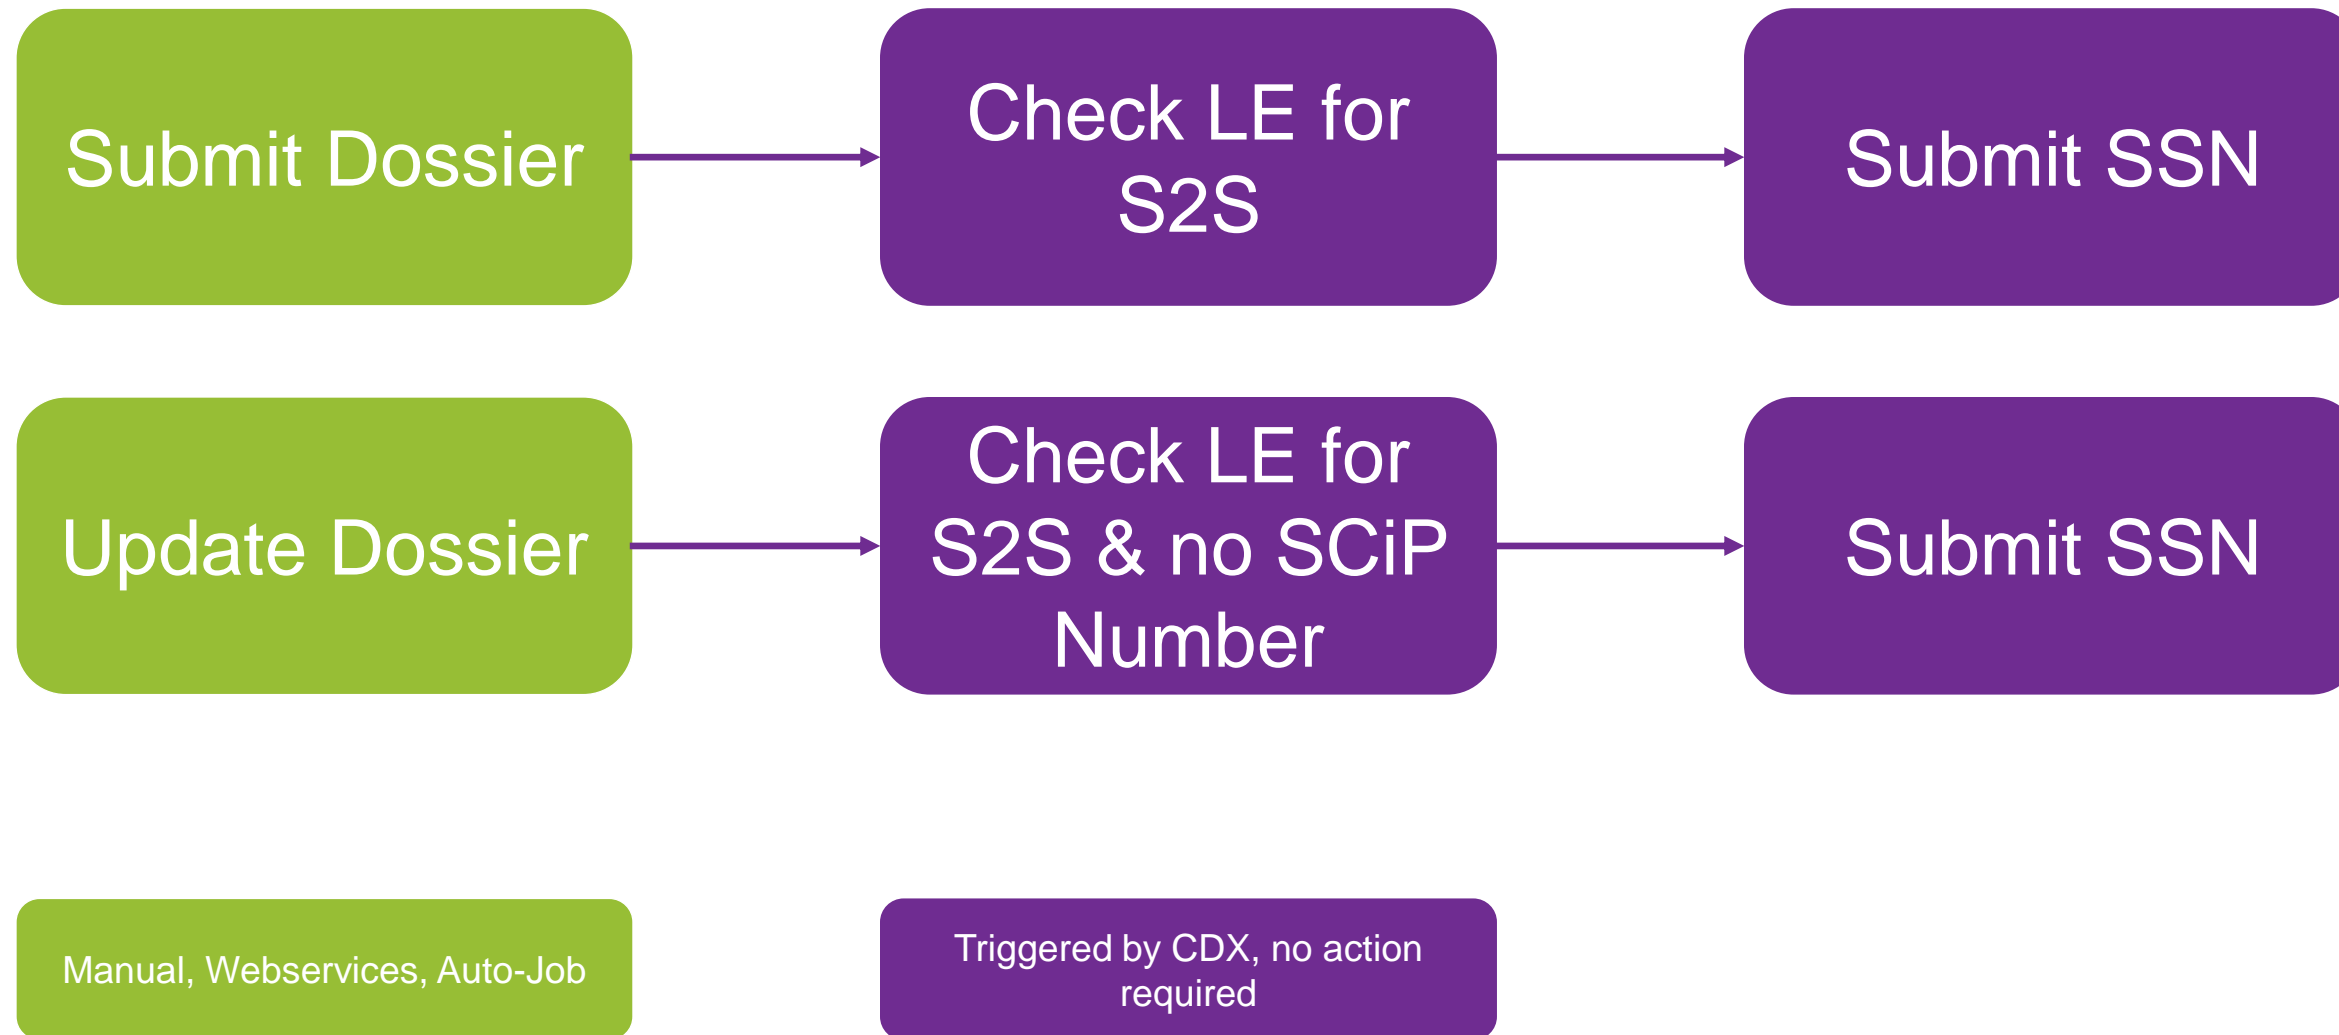 Submit Dossier
Check LE for
S2S
Submit SSN
Update Dossier
Check LE for
S2S & no SCiP
Number
Submit SSN
Manual, Webservices, Auto-Job
Triggered by CDX, no action
required